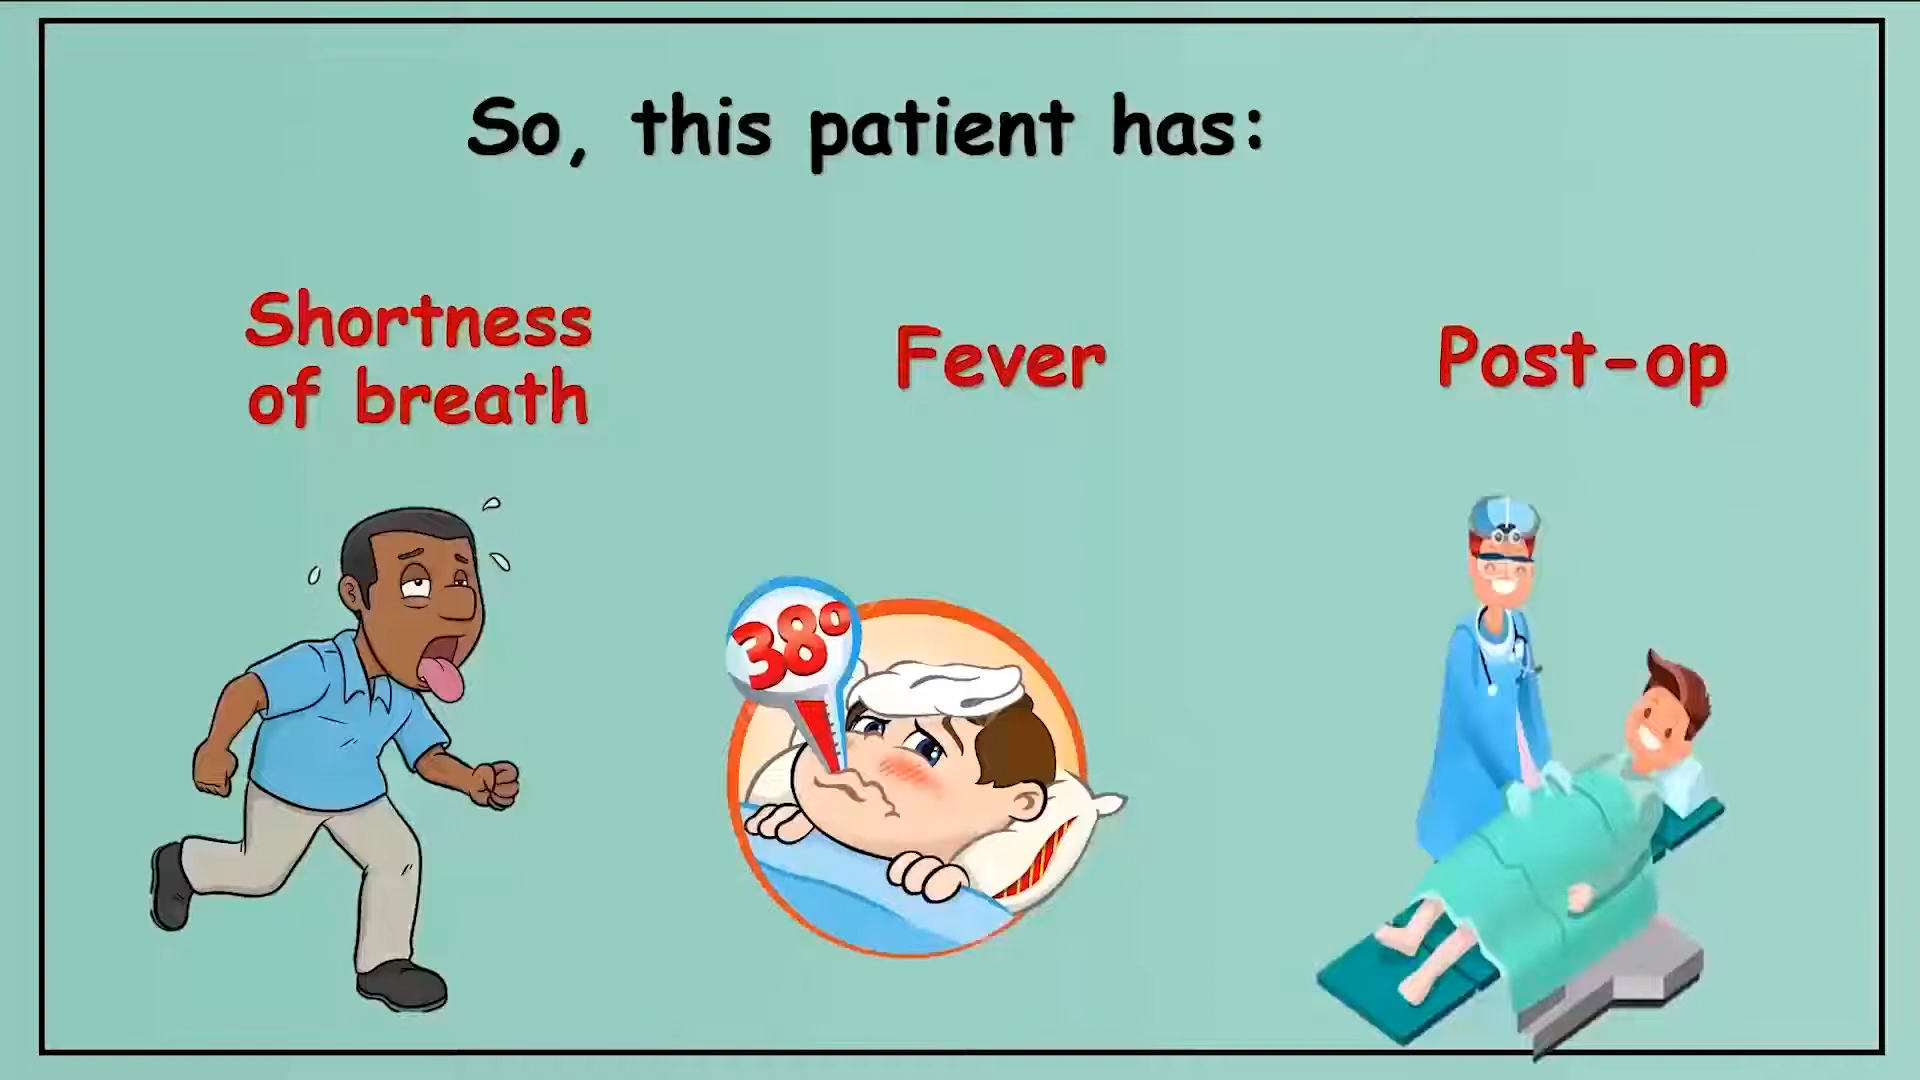 So, this patient has:
Shortness
of breath
Fever
Post-op
38°